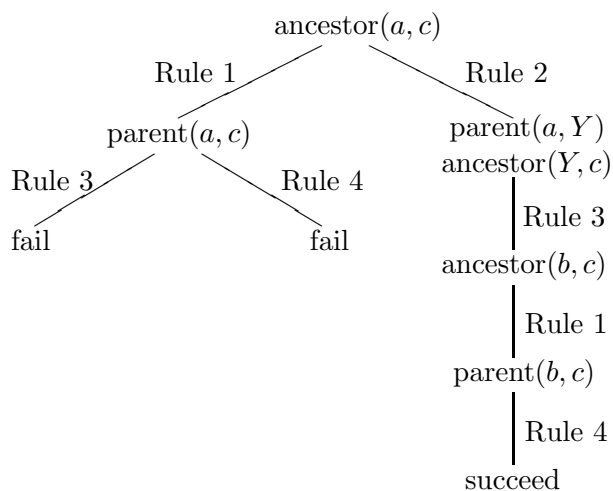 ancestor(a, c)
Rule 1
Rule 2
parent(a, c)
parent(a, Y)
ancestor(Y, c)
Rule 3
Rule 4
Rule 3
fail
fail
ancestor(b, c)
Rule 1
parent(b, c)
Rule 4
succeed